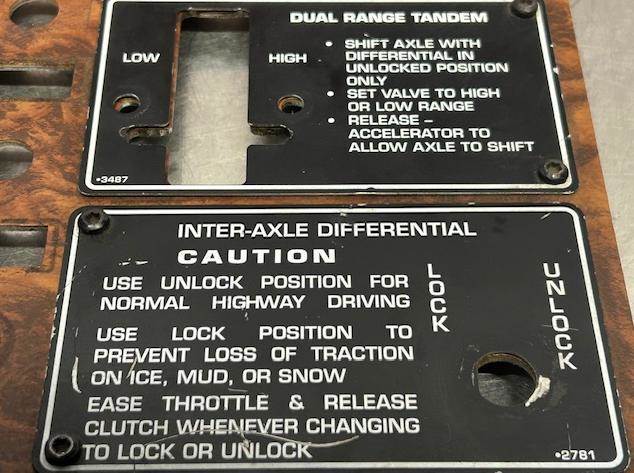 DUAL RANGE TANDEM
LOW
HIGH
• SHIFT AXLE WITH
DIFFERENTIAL IN
UNLOCKED POSITION
ONLY
• SET VALVE TO HIGH
OR LOW RANGE
• RELEASE –
ACCELERATOR TO
ALLOW AXLE TO SHIFT
•3487
INTER-AXLE DIFFERENTIAL
CAUTION
USE UNLOCK POSITION FOR
NORMAL HIGHWAY DRIVING
USE LOCK POSITION TO
PREVENT LOSS OF TRACTION
ON ICE, MUD, OR SNOW
EASE THROTTLE & RELEASE
CLUTCH WHENEVER CHANGING
TO LOCK OR UNLOCK
LOCK
UNLOCK
•2781